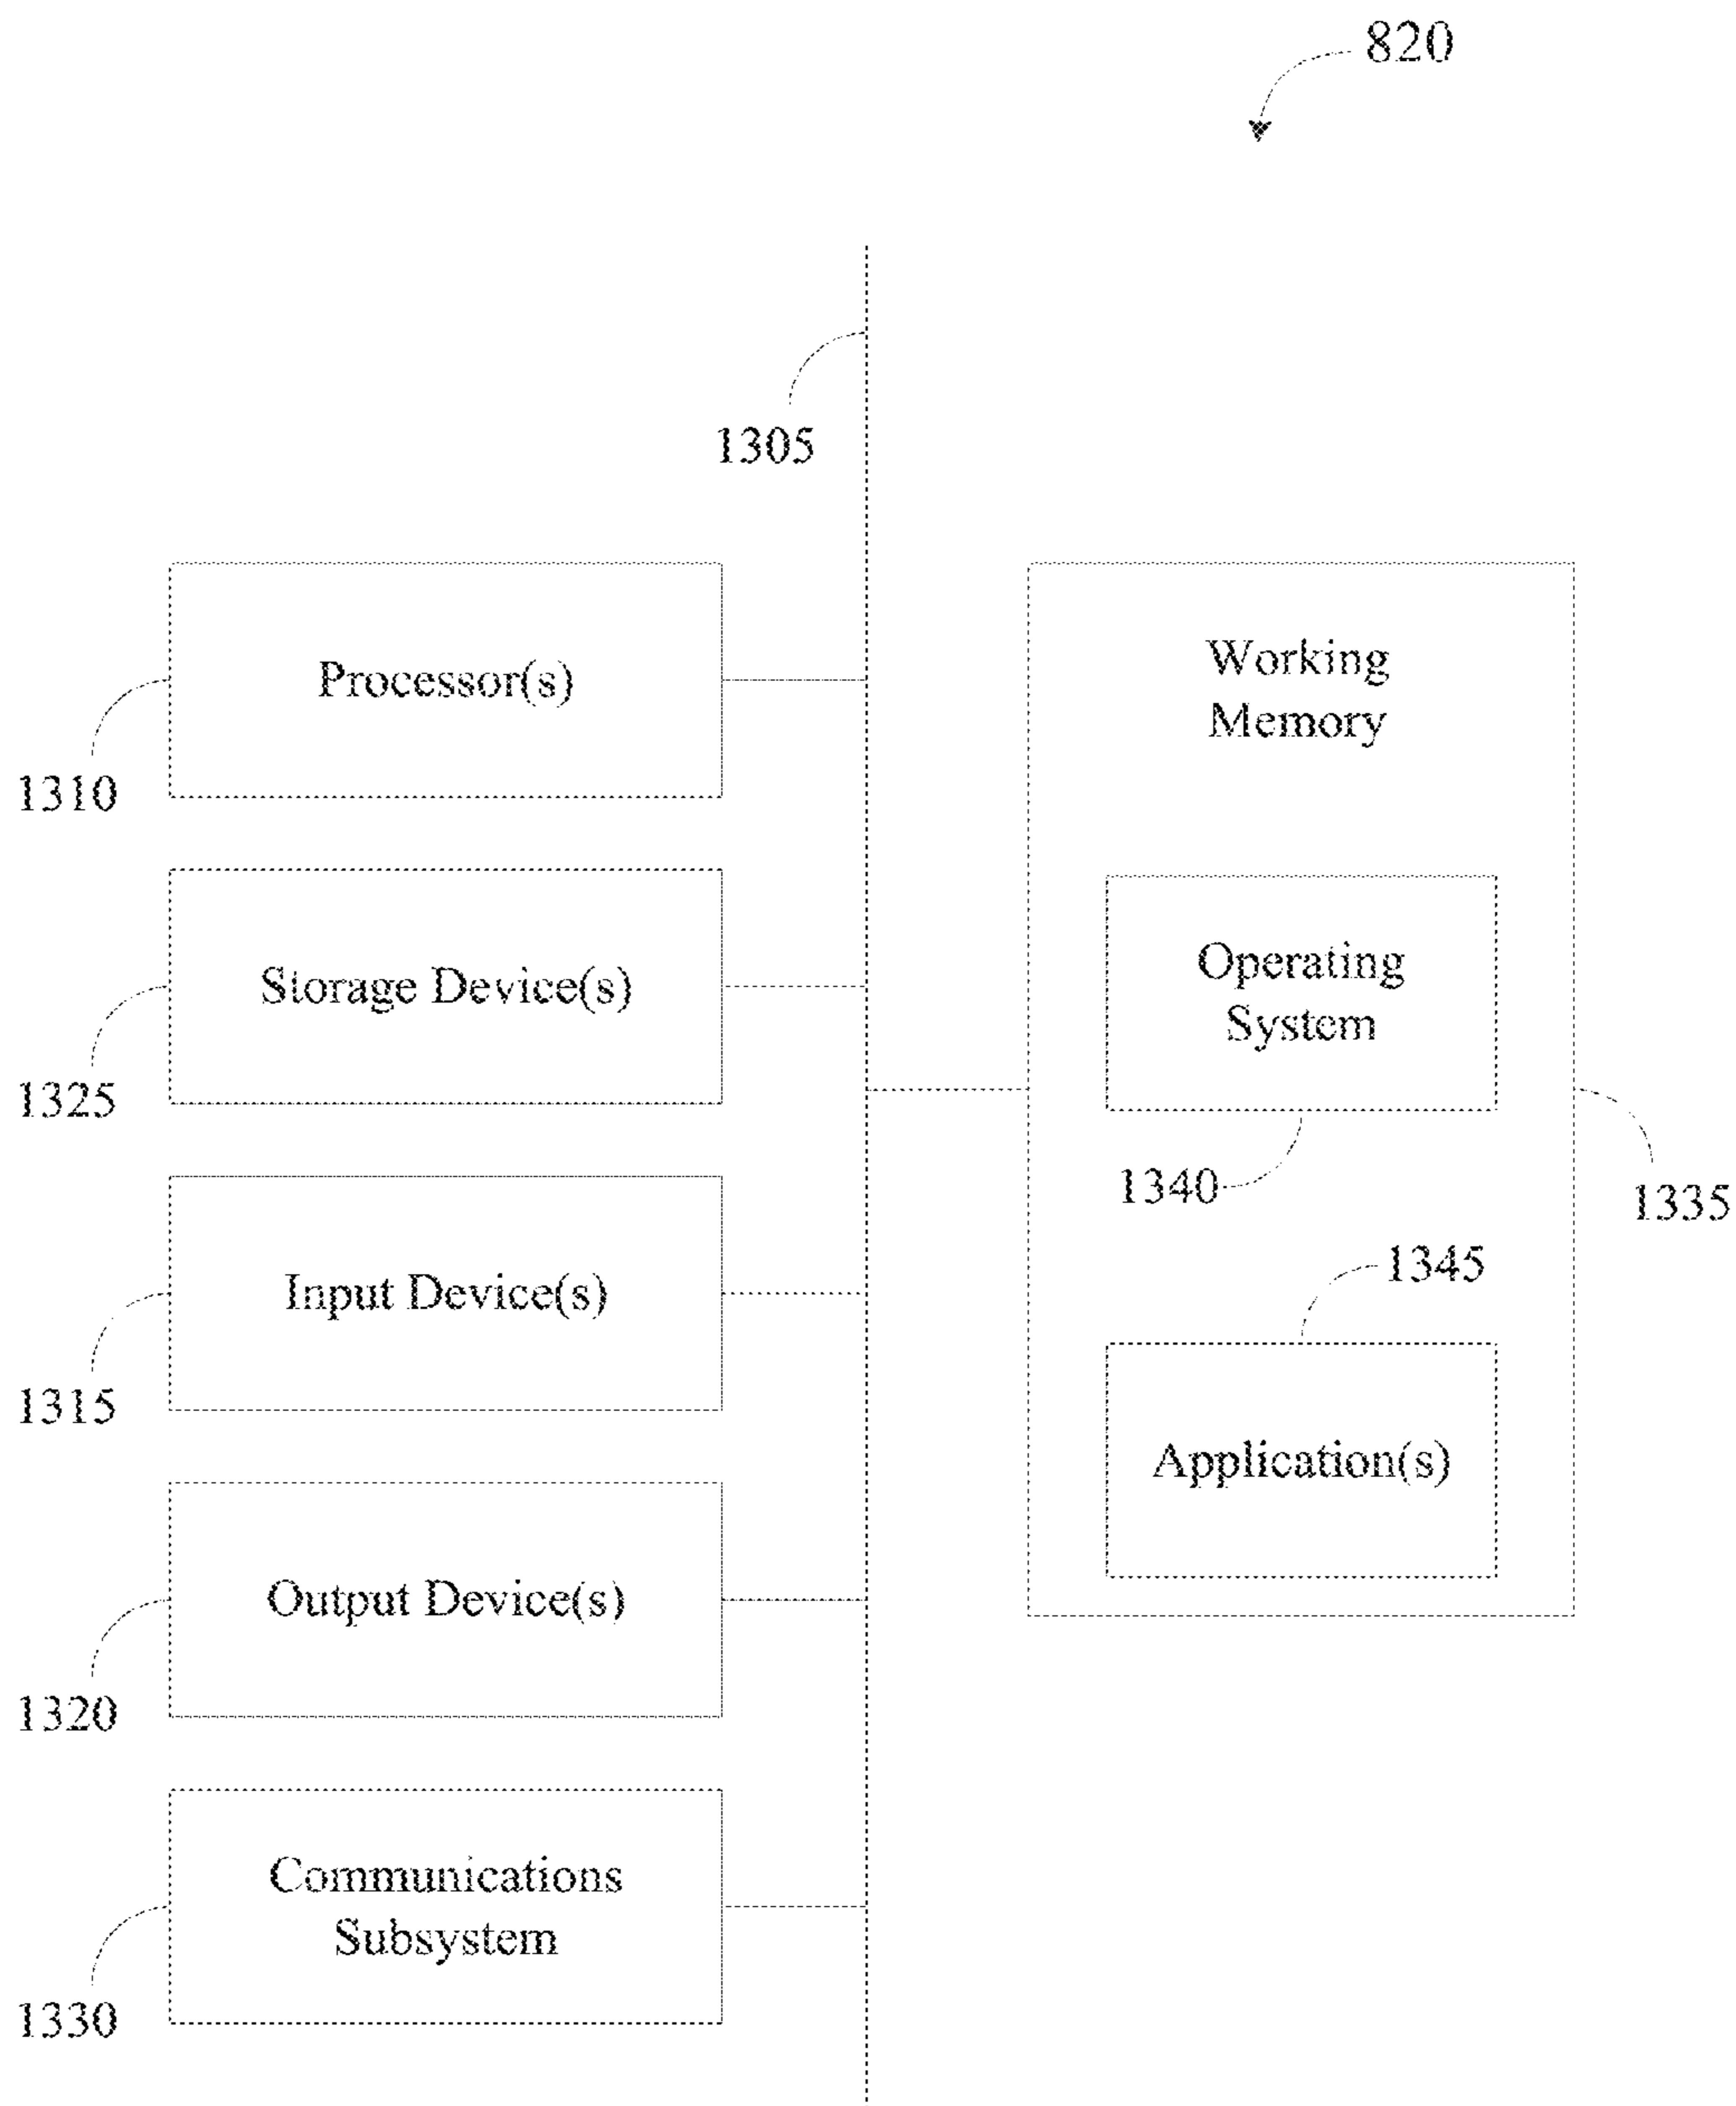 820
1305
Processor(s)
1310
Storage Device(s)
1325
Input Device(s)
1315
Output Device(s)
1320
Communications
Subsystem
1330
Working
Memory
Operating
System
1340
1335
1345
Application(s)